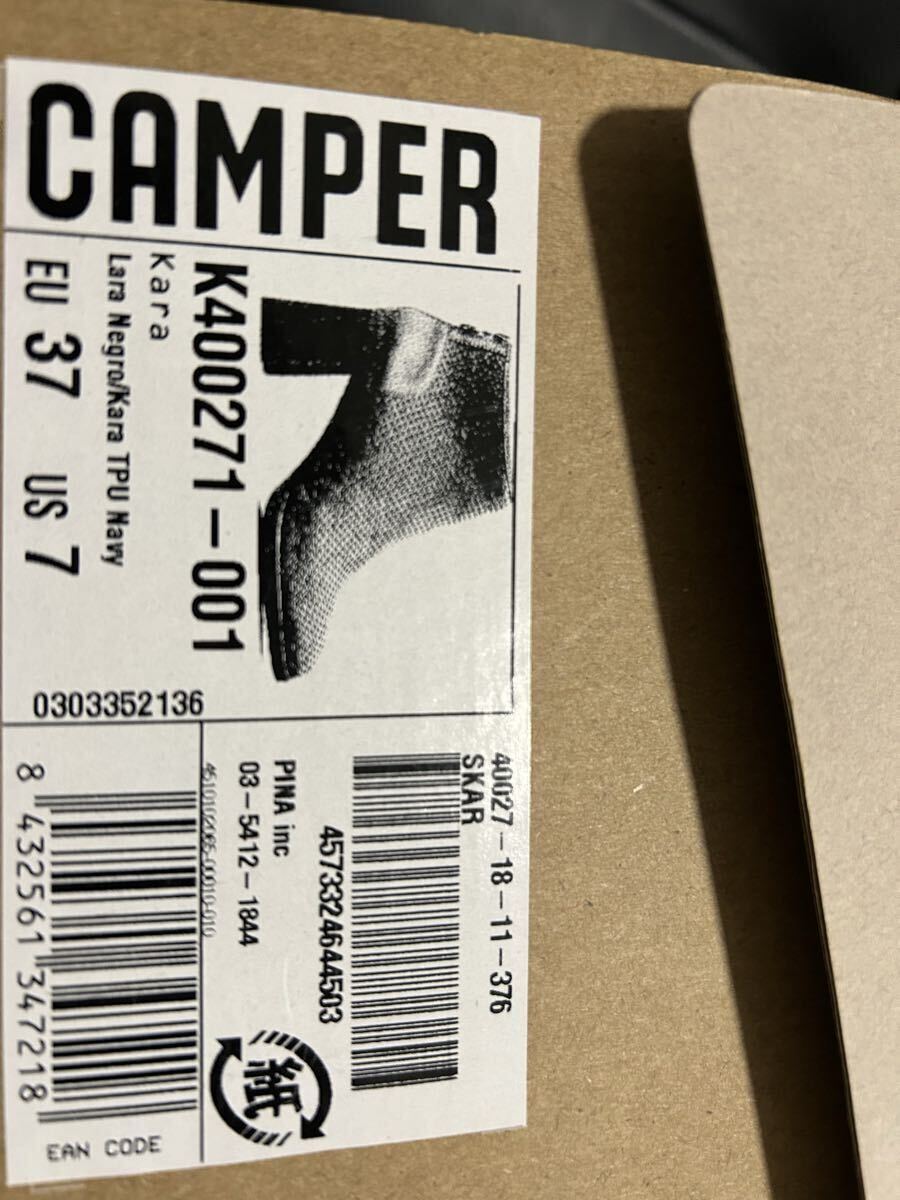 CAMPER
K400271-001
Kara
Lara Negro/Kara TPU Navy
EU 37 US 7
0303352136
40027-18-11-376
SKAR
4573324644503
PINA inc
03-5412-1844
紙
8 432561 347218
EAN CODE